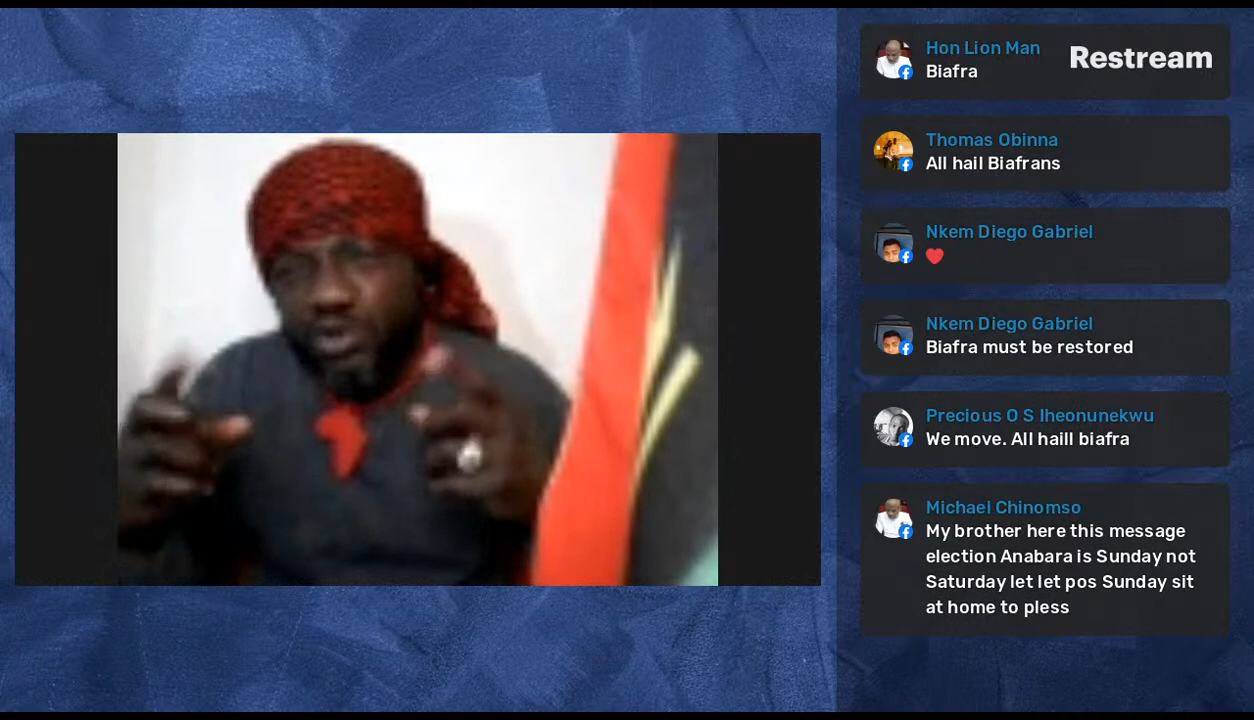 Restream
Hon Lion Man
Biafra
Thomas Obinna
All hail Biafrans
Nkem Diego Gabriel
Nkem Diego Gabriel
Biafra must be restored
Precious O S Iheonunekwu
We move. All haill biafra
Michael Chinomso
My brother here this message
election Anabara is Sunday not
Saturday let let pos Sunday sit
at home to pless